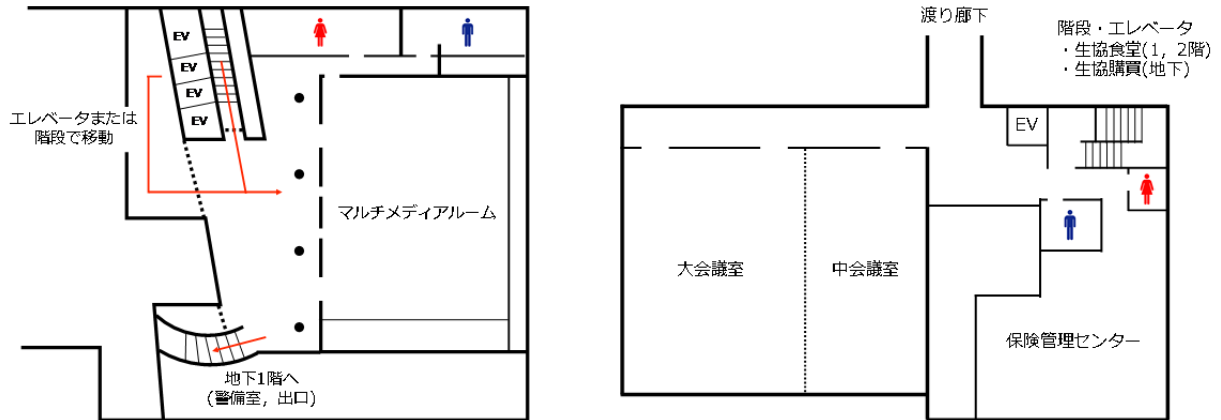 EV
EV
EV
EV
エレベータまたは
階段で移動
マルチメディアルーム
地下1階へ
(警備室, 出口)
渡り廊下
階段・エレベータ
・生協食堂(1, 2階)
・生協購買(地下)
EV
大会議室
中会議室
保険管理センター